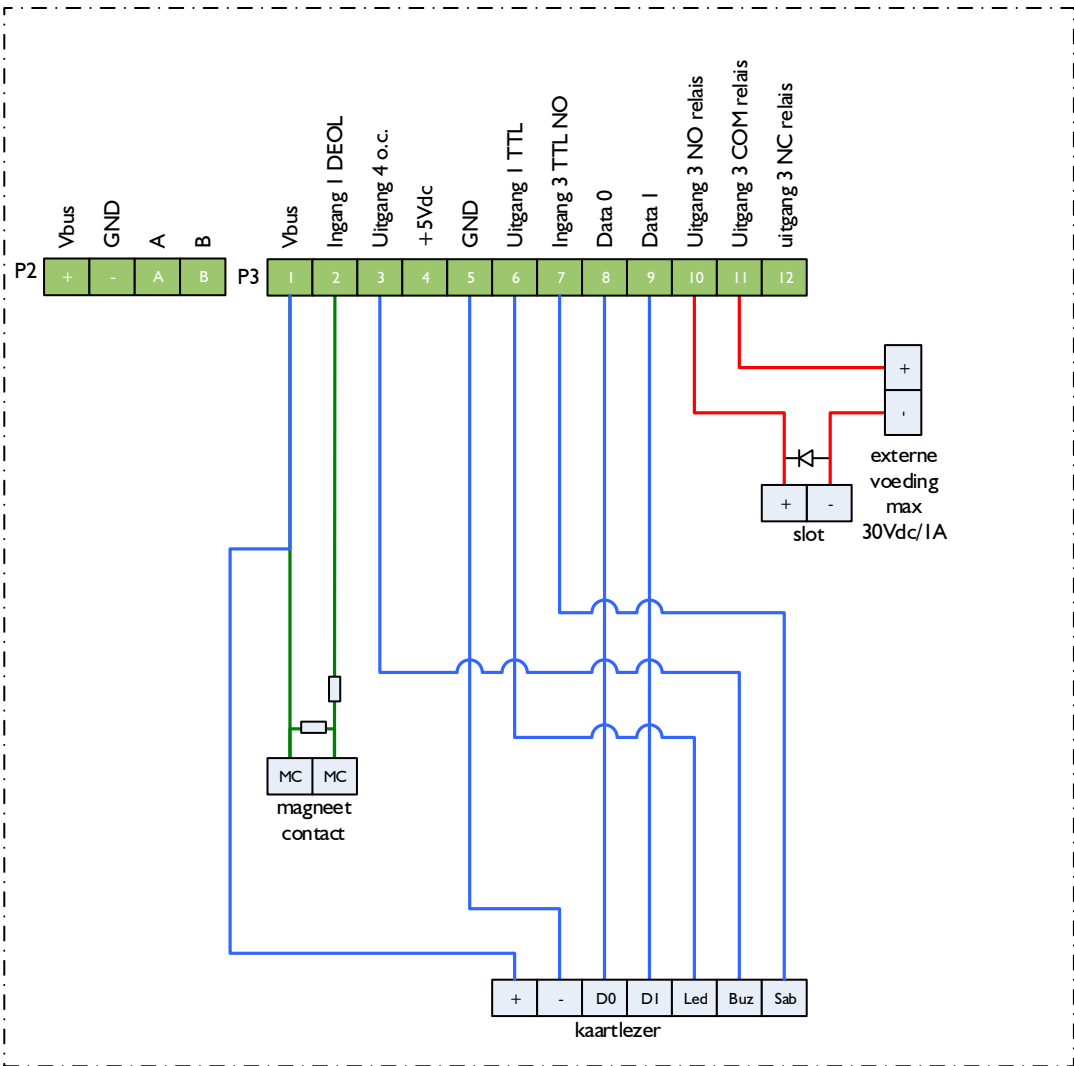 Vbus
GND
A
B
Vbus
Ingang 1 DEOL
Uitgang 4 o.c.
+5Vdc
GND
Uitgang 1 TTL
Ingang 3 TTL NO
Data 0
Data 1
Uitgang 3 NO relais
Uitgang 3 COM relais
uitgang 3 NC relais
P2
+
-
A
B
P3
1
2
3
4
5
6
7
8
9
10
11
12
+
-
externe
voeding
max
30Vdc/1A
+
-
slot
MC
MC
magneet
contact
+
-
D0
D1
Led
Buz
Sab
kaartlezer